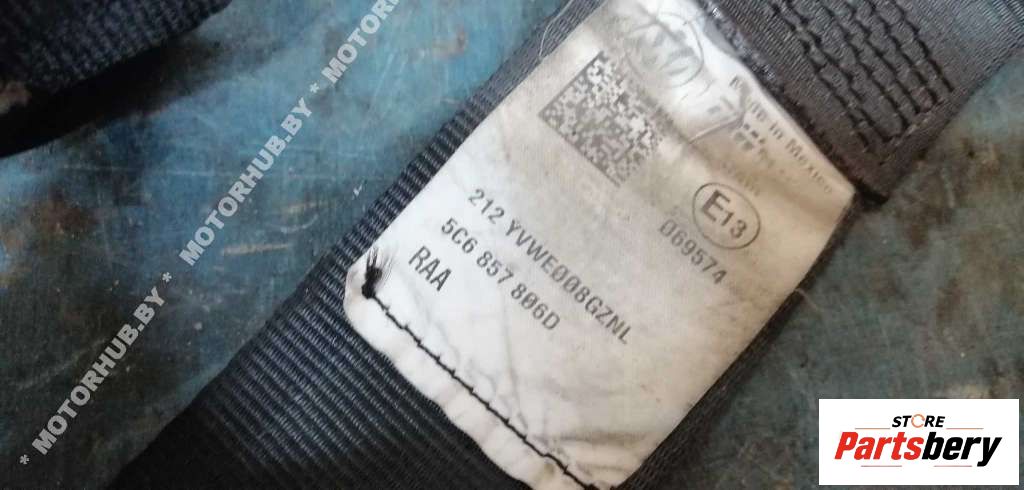 Made in Mexico
E13
069574
212 YVWE008GZNL
5C6 857 806D
RAA
* MOTORHUB.BY * MOTORHUB.BY * MOTORHUB.BY * MOTOR
STORE
Partsbery